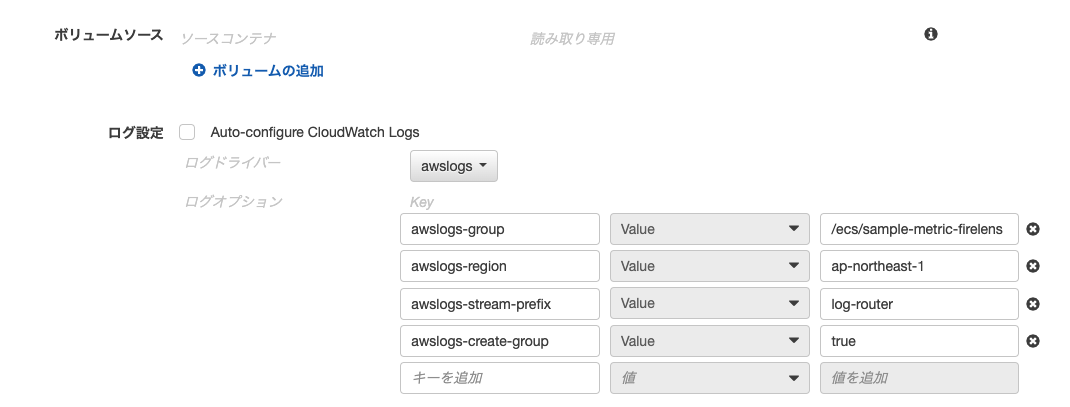 ボリュームソース ソースコンテナ 読み取り専用
ボリュームの追加
ログ設定 Auto-configure CloudWatch Logs
ログドライバー awslogs
ログオプション Key
awslogs-group Value /ecs/sample-metric-firelens
awslogs-region Value ap-northeast-1
awslogs-stream-prefix Value log-router
awslogs-create-group Value true
キーを追加 値 値を追加